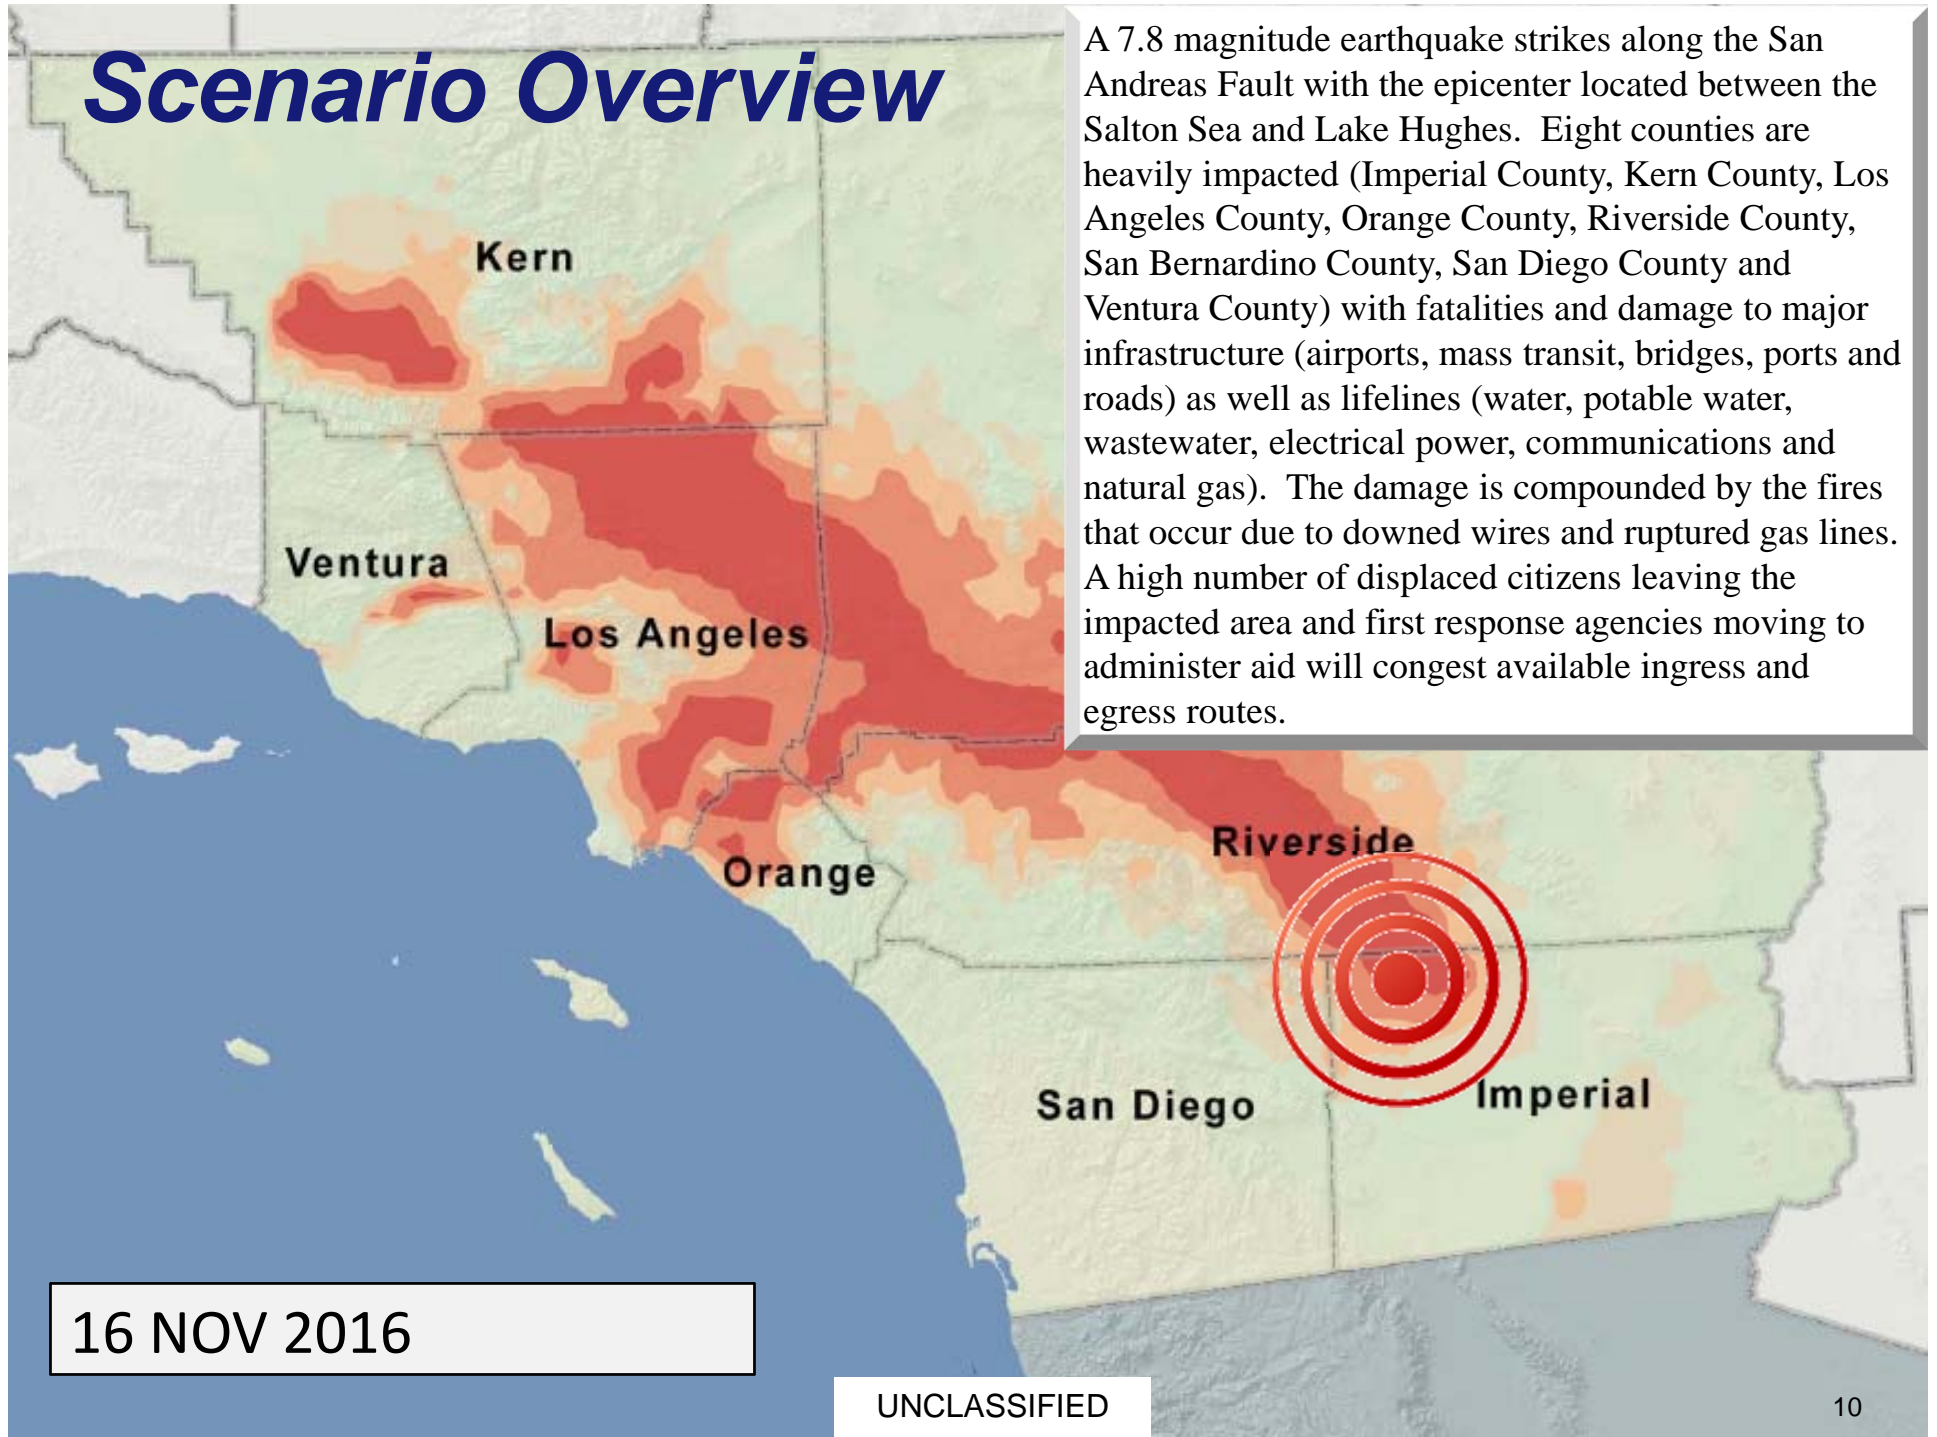 Scenario Overview
A 7.8 magnitude earthquake strikes along the San
Andreas Fault with the epicenter located between the
Salton Sea and Lake Hughes.  Eight counties are
heavily impacted (Imperial County, Kern County, Los
Angeles County, Orange County, Riverside County,
San Bernardino County, San Diego County and
Ventura County) with fatalities and damage to major
infrastructure (airports, mass transit, bridges, ports and
roads) as well as lifelines (water, potable water,
wastewater, electrical power, communications and
natural gas).  The damage is compounded by the fires
that occur due to downed wires and ruptured gas lines.
A high number of displaced citizens leaving the
impacted area and first response agencies moving to
administer aid will congest available ingress and
egress routes.
Kern
Ventura
Los Angeles
Riverside
Orange
San Diego
Imperial
16 NOV 2016
UNCLASSIFIED
10